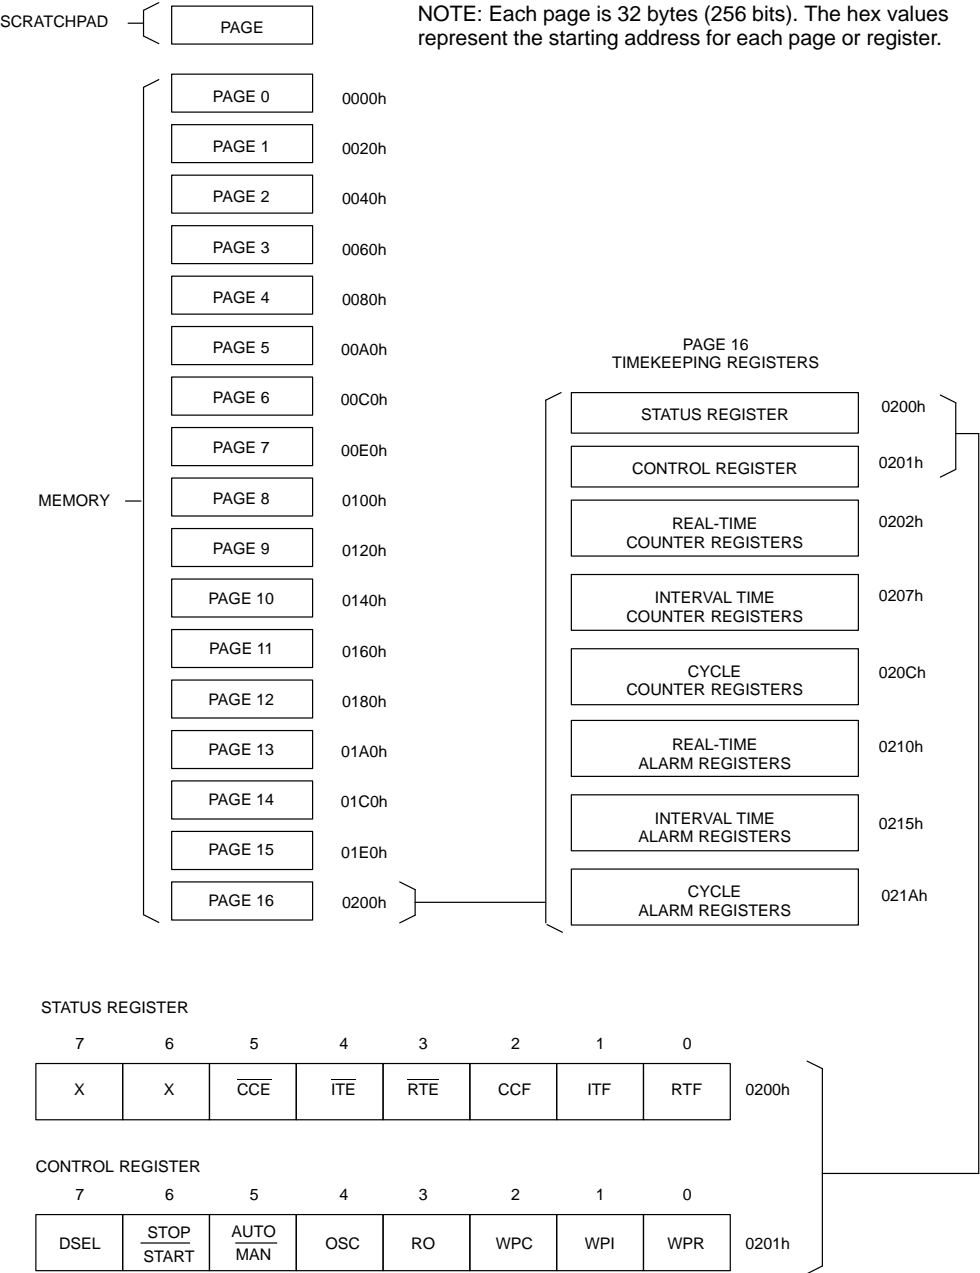 SCRATCHPAD
PAGE
NOTE: Each page is 32 bytes (256 bits). The hex values
represent the starting address for each page or register.
MEMORY
PAGE 0 0000h
PAGE 1 0020h
PAGE 2 0040h
PAGE 3 0060h
PAGE 4 0080h
PAGE 5 00A0h
PAGE 6 00C0h
PAGE 7 00E0h
PAGE 8 0100h
PAGE 9 0120h
PAGE 10 0140h
PAGE 11 0160h
PAGE 12 0180h
PAGE 13 01A0h
PAGE 14 01C0h
PAGE 15 01E0h
PAGE 16 0200h
PAGE 16
TIMEKEEPING REGISTERS
STATUS REGISTER 0200h
CONTROL REGISTER 0201h
REAL-TIME
COUNTER REGISTERS 0202h
INTERVAL TIME
COUNTER REGISTERS 0207h
CYCLE
COUNTER REGISTERS 020Ch
REAL-TIME
ALARM REGISTERS 0210h
INTERVAL TIME
ALARM REGISTERS 0215h
CYCLE
ALARM REGISTERS 021Ah
STATUS REGISTER
7 6 5 4 3 2 1 0
X X C̅C̅E̅ I̅T̅E̅ R̅T̅E̅ CCF ITF RTF 0200h
CONTROL REGISTER
7 6 5 4 3 2 1 0
DSEL STOP AUTO OSC RO WPC WPI WPR 0201h
START MAN